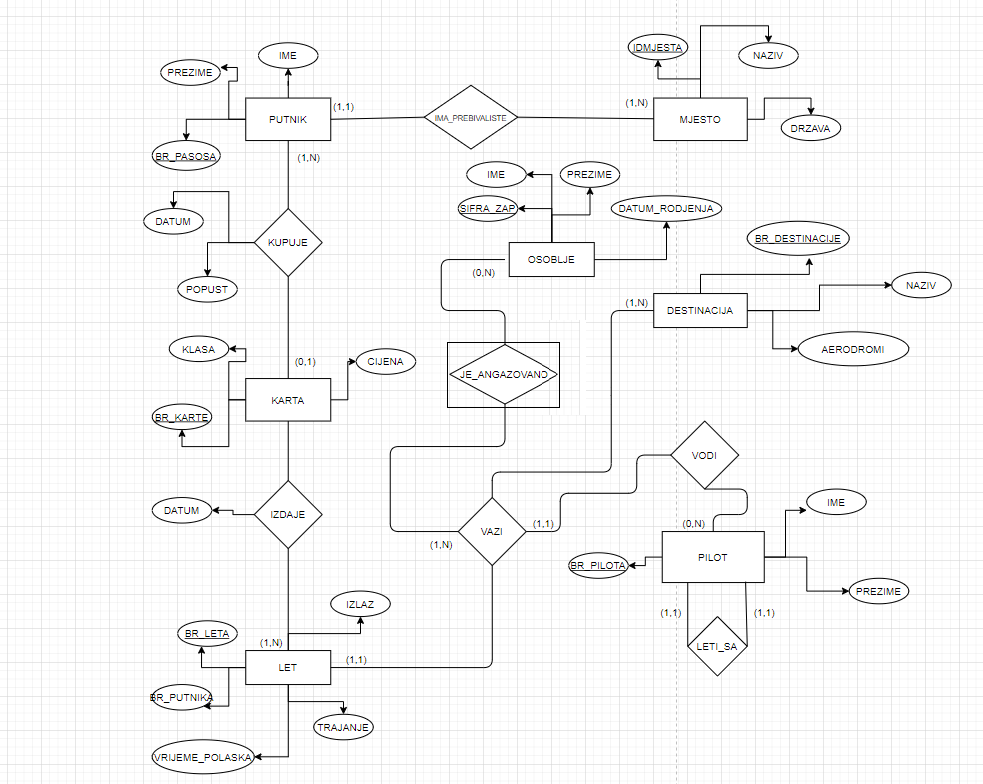 IME
PREZIME
IDMJESTA
NAZIV
(1,1)
(1,N)
PUTNIK
IMA_PREBIVALISTE
MJESTO
DRZAVA
BR_PASOSA
(1,N)
IME
PREZIME
SIFRA_ZAP
DATUM_RODJENJA
DATUM
KUPUJE
BR_DESTINACIJE
OSOBLJE
(0,N)
POPUST
NAZIV
(1,N)
DESTINACIJA
KLASA
AERODROMI
(0,1)
CIJENA
JE_ANGAZOVANO
KARTA
BR_KARTE
VODI
DATUM
IZDAJE
IME
VAZI
(1,1)
(0,N)
(1,N)
PILOT
BR_PILOTA
PREZIME
IZLAZ
(1,1)
(1,1)
BR_LETA
(1,N)
LETI_SA
(1,1)
LET
BR_PUTNIKA
TRAJANJE
VRIJEME_POLASKA